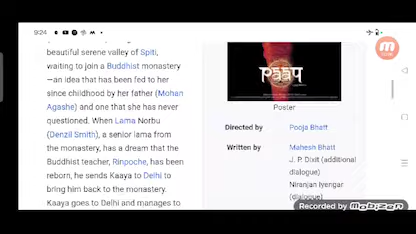 9:24
beautiful serene valley of Spiti,
waiting to join a Buddhist monastery
—an idea that has been fed to her
since childhood by her father (Mohan
Agashe) and one that she has never
questioned. When Lama Norbu
(Denzil Smith), a senior lama from
the monastery, has a dream that the
Buddhist teacher, Rinpoche, has been
reborn, he sends Kaaya to Delhi to
bring him back to the monastery.
Kaaya goes to Delhi and manages to
paap
Poster
Directed by Pooja Bhatt
Written by Mahesh Bhatt
J. P. Dixit (additional
dialogue)
Niranjan Iyengar
(dialogue)
Recorded by Mobizen